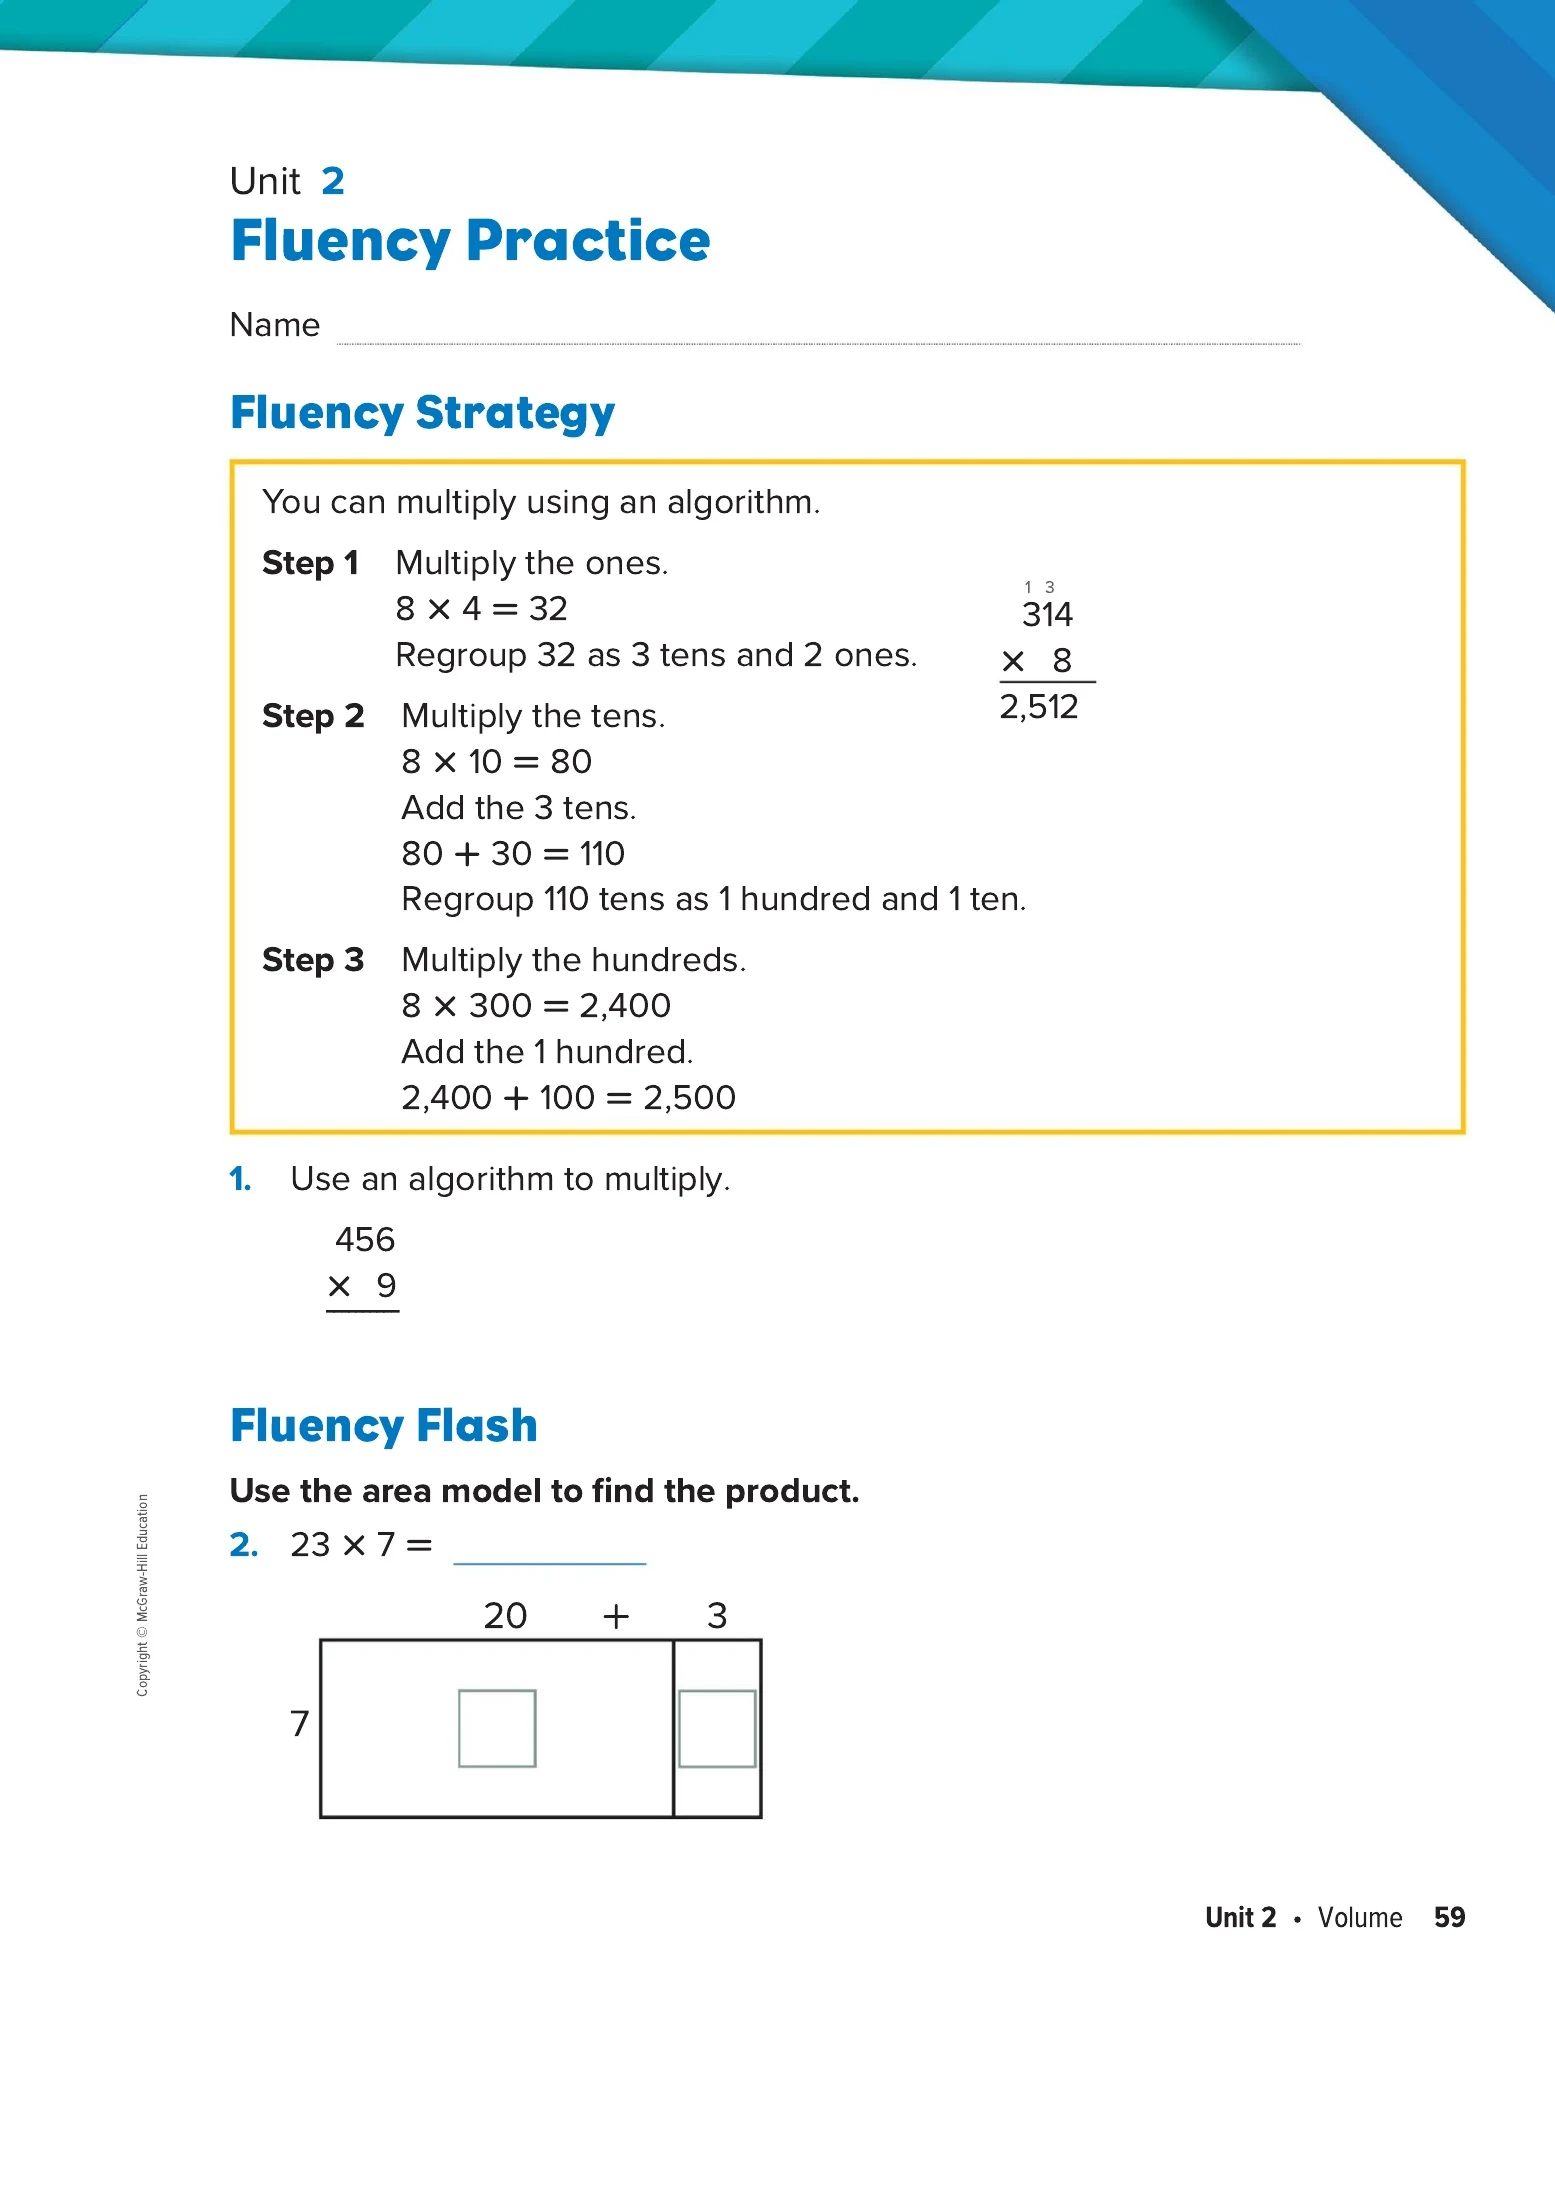 Unit 2
Fluency Practice
Name
Fluency Strategy
You can multiply using an algorithm.
Step 1 Multiply the ones.
8 × 4 = 32
Regroup 32 as 3 tens and 2 ones.
1 3
314
× 8
2,512
Step 2 Multiply the tens.
8 × 10 = 80
Add the 3 tens.
80 + 30 = 110
Regroup 110 tens as 1 hundred and 1 ten.
Step 3 Multiply the hundreds.
8 × 300 = 2,400
Add the 1 hundred.
2,400 + 100 = 2,500
1. Use an algorithm to multiply.
456
× 9
Fluency Flash
Use the area model to find the product.
2. 23 × 7 =
20 + 3
7
Copyright © McGraw-Hill Education
Unit 2 • Volume 59